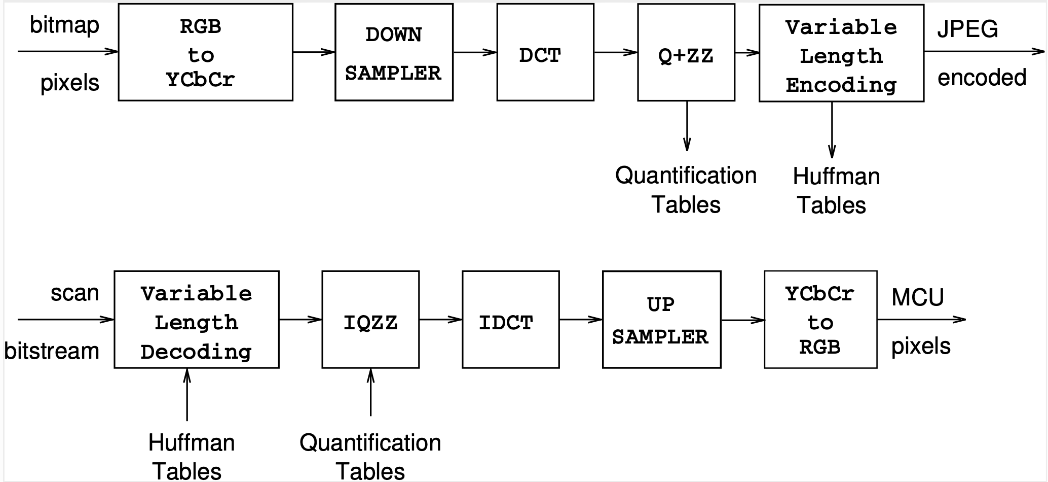 bitmap
pixels
RGB
to
YCbCr
DOWN
SAMPLER
DCT
Q+ZZ
Variable
Length
Encoding
JPEG
encoded
Quantification
Tables
Huffman
Tables
scan
bitstream
Variable
Length
Decoding
IQZZ
IDCT
UP
SAMPLER
YCbCr
to
RGB
MCU
pixels
Huffman
Tables
Quantification
Tables